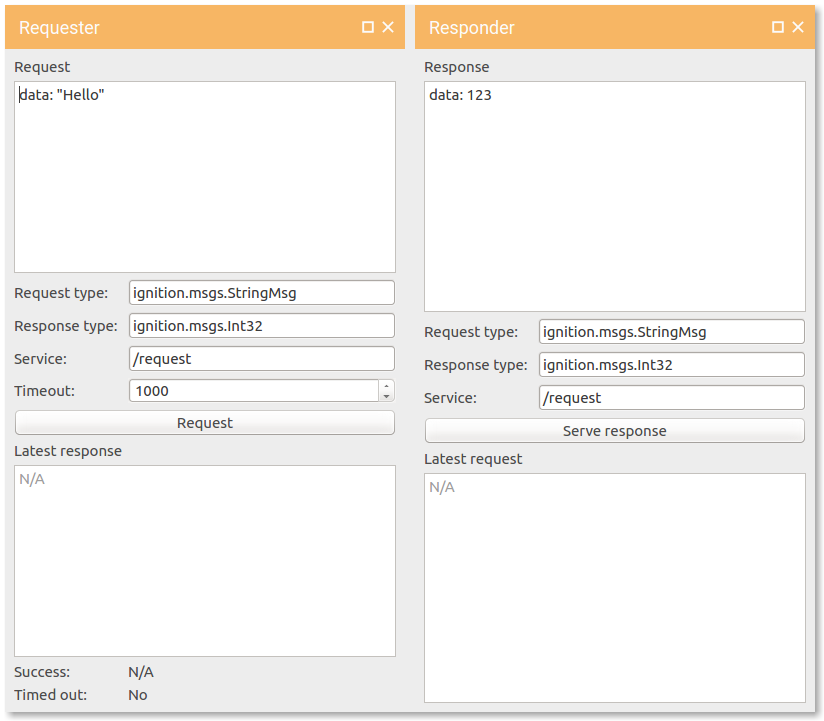 Requester
Request
data: "Hello"
Request type: ignition.msgs.StringMsg
Response type: ignition.msgs.Int32
Service: /request
Timeout: 1000
Request
Latest response
N/A
Success: N/A
Timed out: No
Responder
Response
data: 123
Request type: ignition.msgs.StringMsg
Response type: ignition.msgs.Int32
Service: /request
Serve response
Latest request
N/A